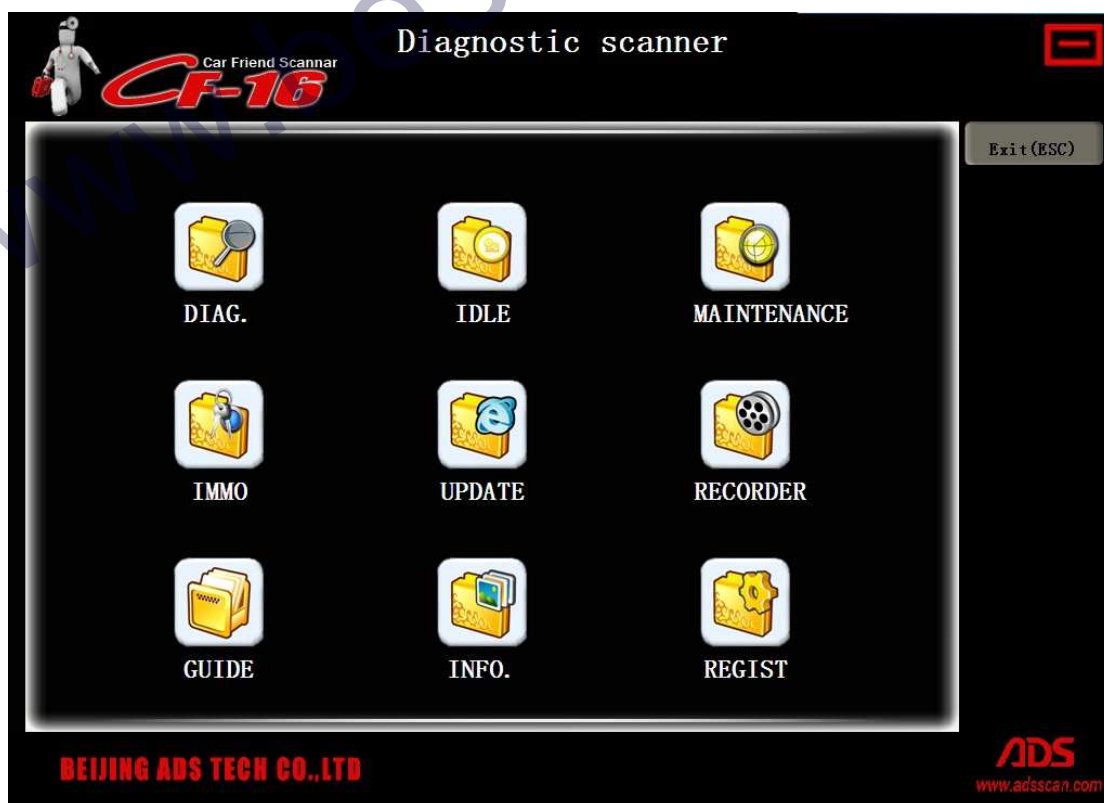 Diagnostic scanner
Car Friend Scannar
CF-16
Exit(ESC)
DIAG.
IDLE
MAINTENANCE
IMMO
UPDATE
RECORDER
GUIDE
INFO.
REGIST
BEIJING ADS TECH CO.,LTD
ADS
www.adsscan.com